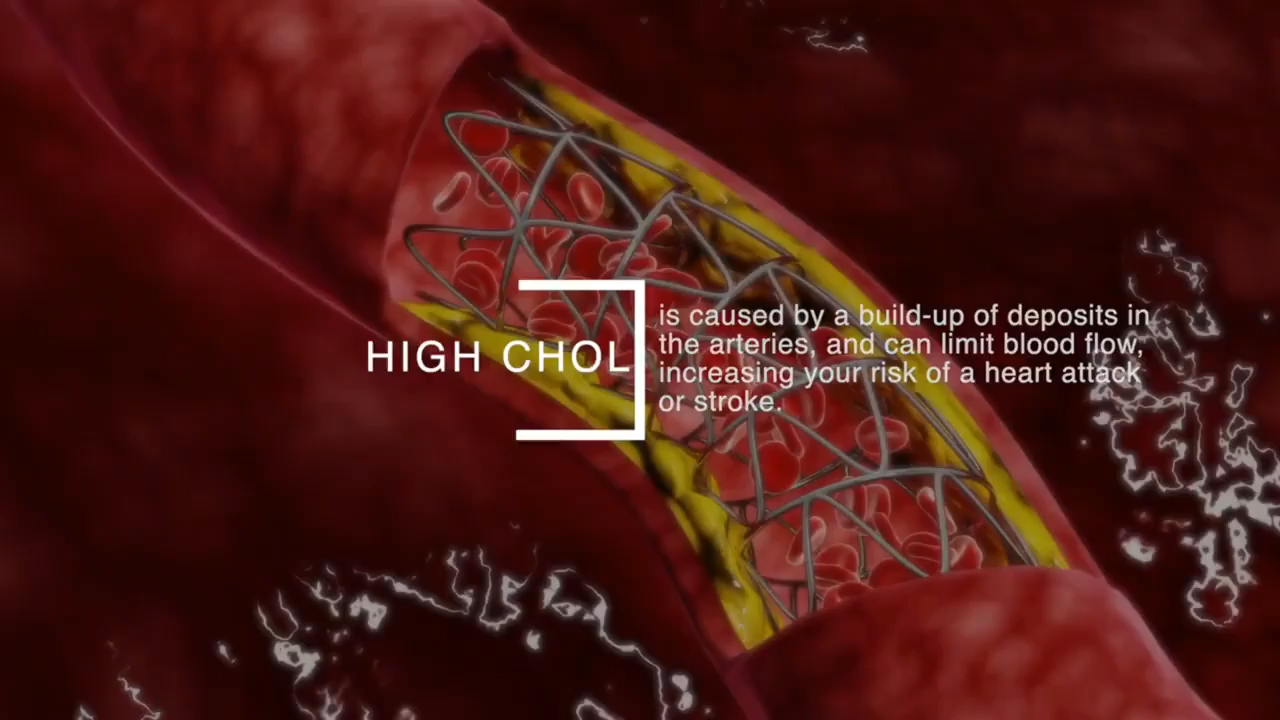 HIGH CHOL
is caused by a build-up of deposits in
the arteries, and can limit blood flow,
increasing your risk of a heart attack
or stroke.